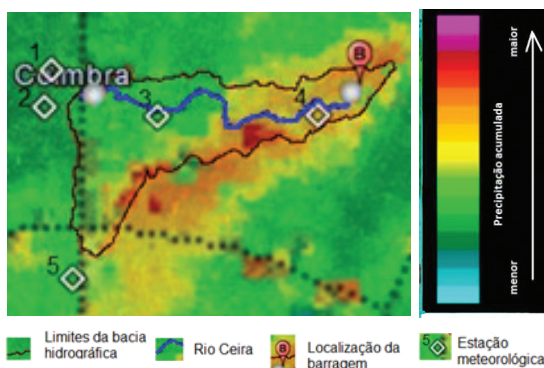 1
Coimbra
2
3
4
B
5
maior
Precipitação acumulada
menor
Limites da bacia
hidrográfica
Rio Ceira
B
Localização da
barragem
5
Estação
meteorológica